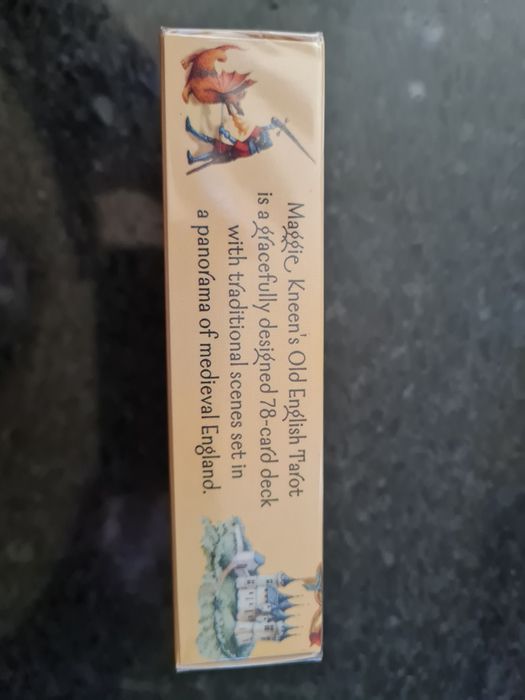 Maggie Kneen's Old English Tarot
is a gracefully designed 78-card deck
with traditional scenes set in
a panorama of medieval England.